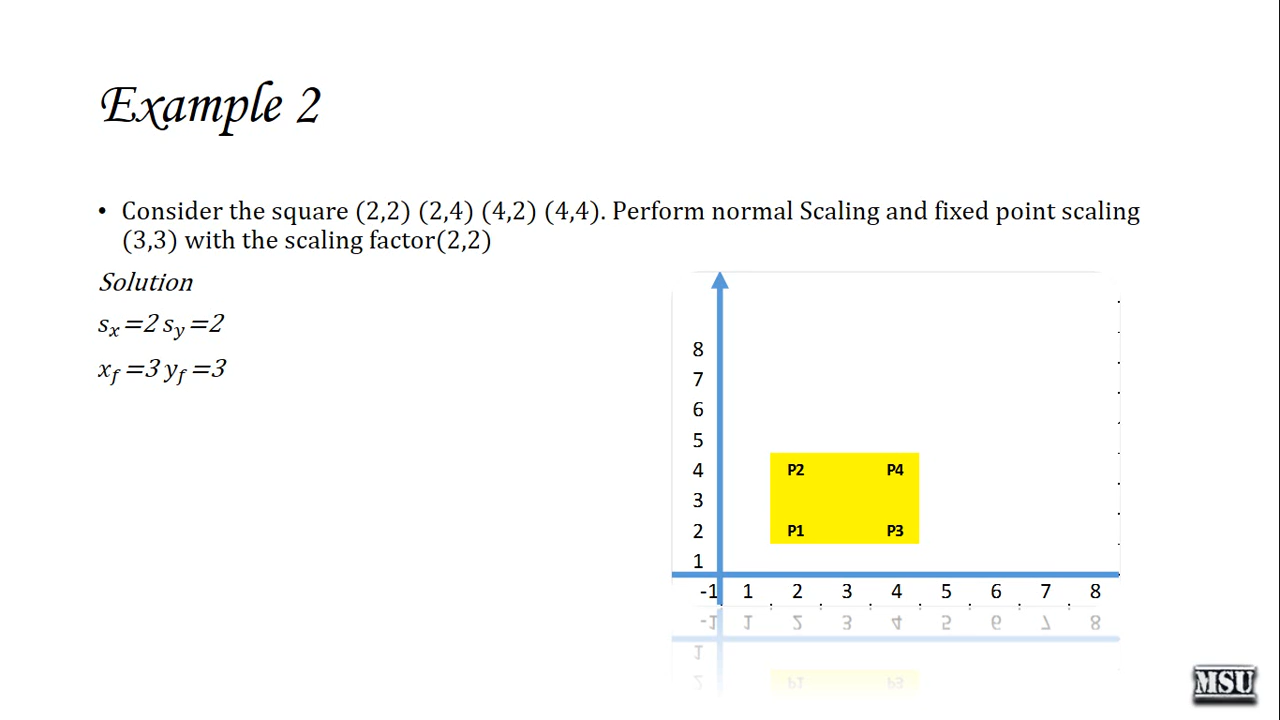 Example 2
• Consider the square (2,2) (2,4) (4,2) (4,4). Perform normal Scaling and fixed point scaling
(3,3) with the scaling factor(2,2)
Solution
sx=2 sy=2
xf=3 yf=3
8
7
6
5
4 P2 P4
3
2 P1 P3
1
-1 1 2 3 4 5 6 7 8
MSU